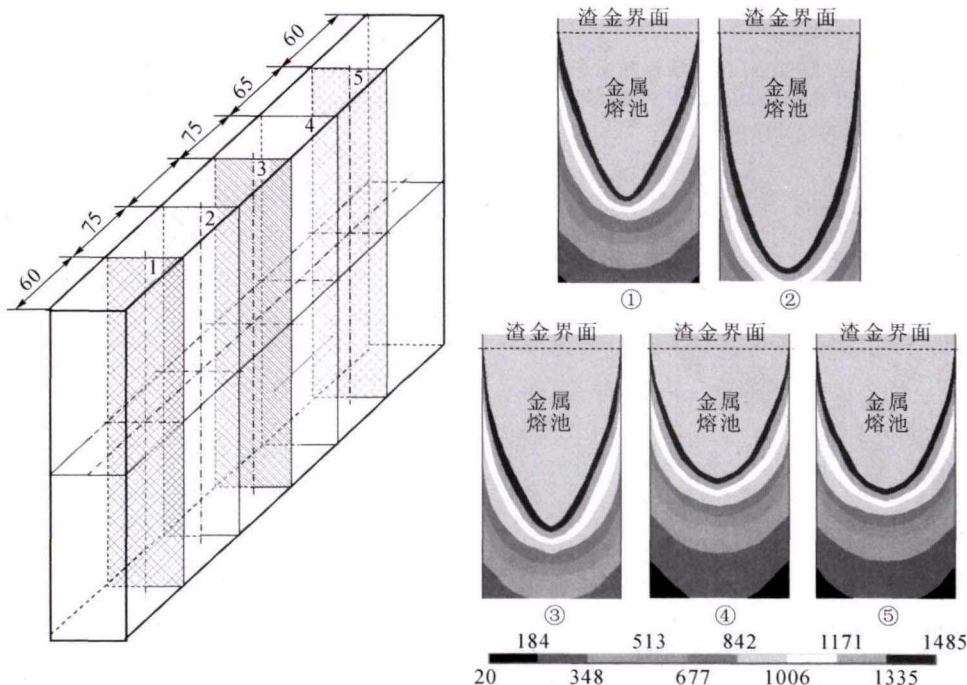 60
65
75
75
60
5
4
3
2
1
渣金界面
金属
熔池
①
渣金界面
金属
熔池
②
渣金界面
金属
熔池
③
渣金界面
金属
熔池
④
渣金界面
金属
熔池
⑤
184 513 842 1171 1485
20 348 677 1006 1335